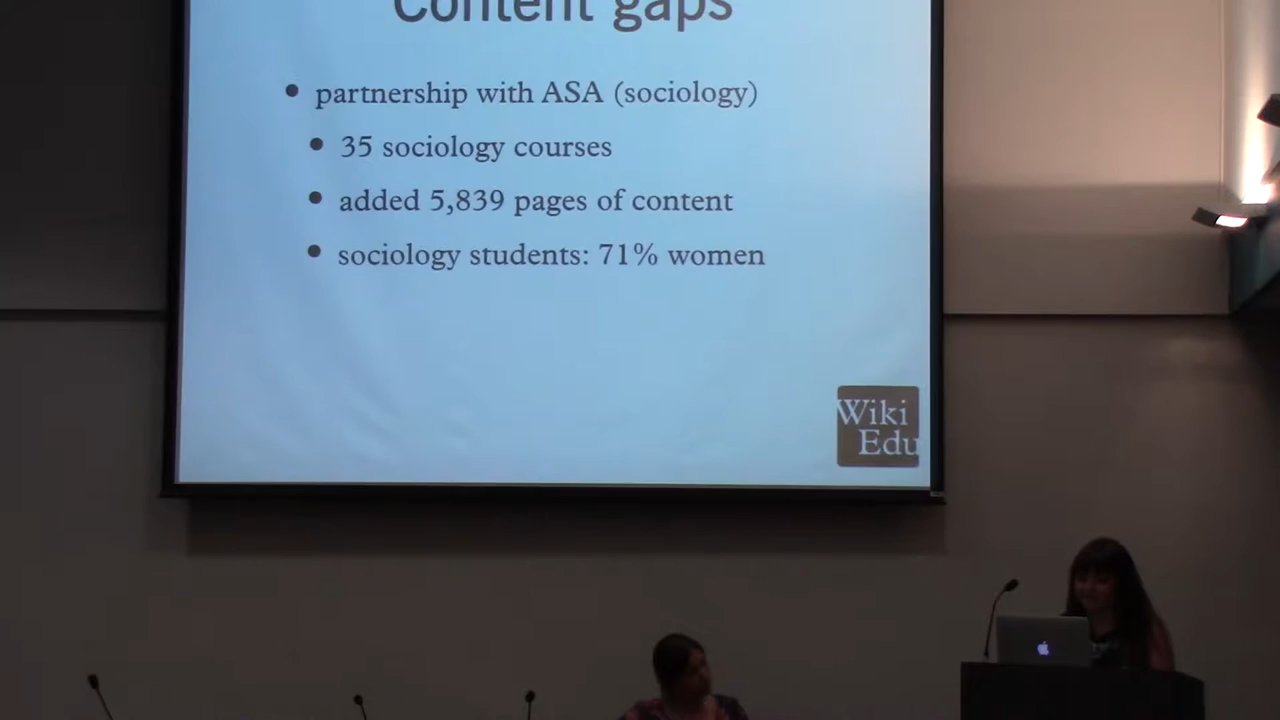 Content gaps
partnership with ASA (sociology)
35 sociology courses
added 5,839 pages of content
sociology students: 71% women
Wiki
Edu